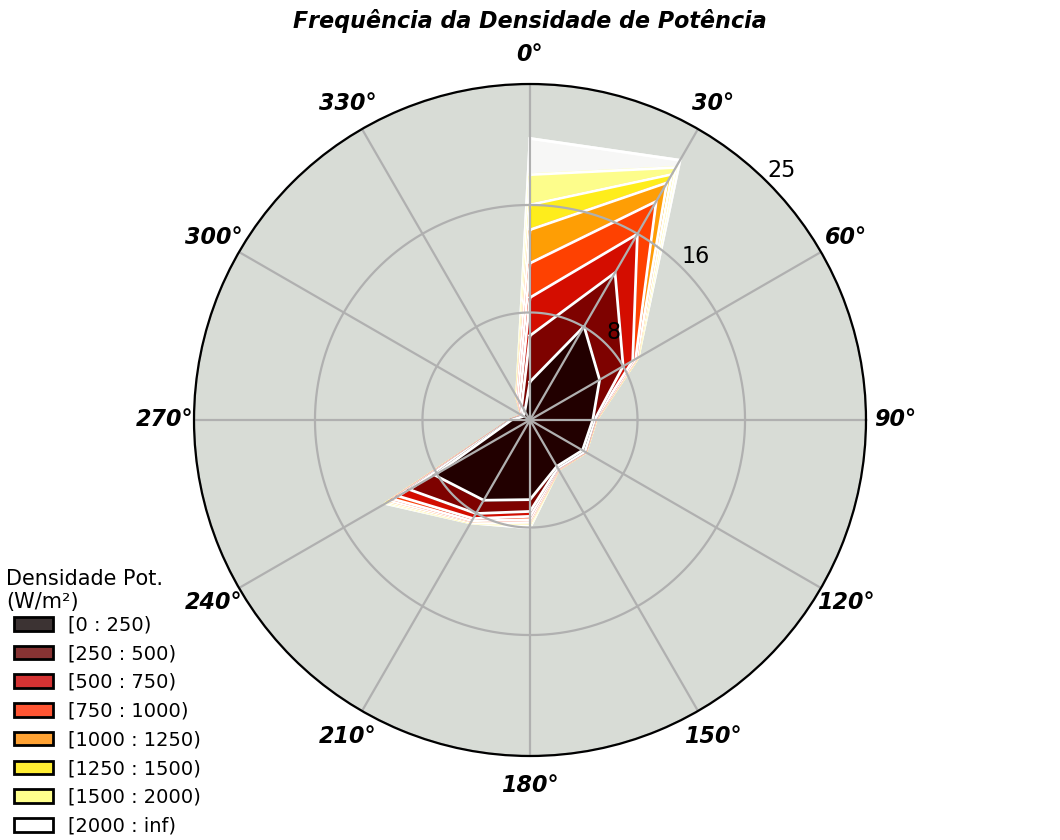 Frequência da Densidade de Potência
0°
330°
30°
25
300°
60°
16
8
270°
90°
240°
120°
210°
150°
180°
Densidade Pot.
(W/m²)
[0 : 250)
[250 : 500)
[500 : 750)
[750 : 1000)
[1000 : 1250)
[1250 : 1500)
[1500 : 2000)
[2000 : inf)